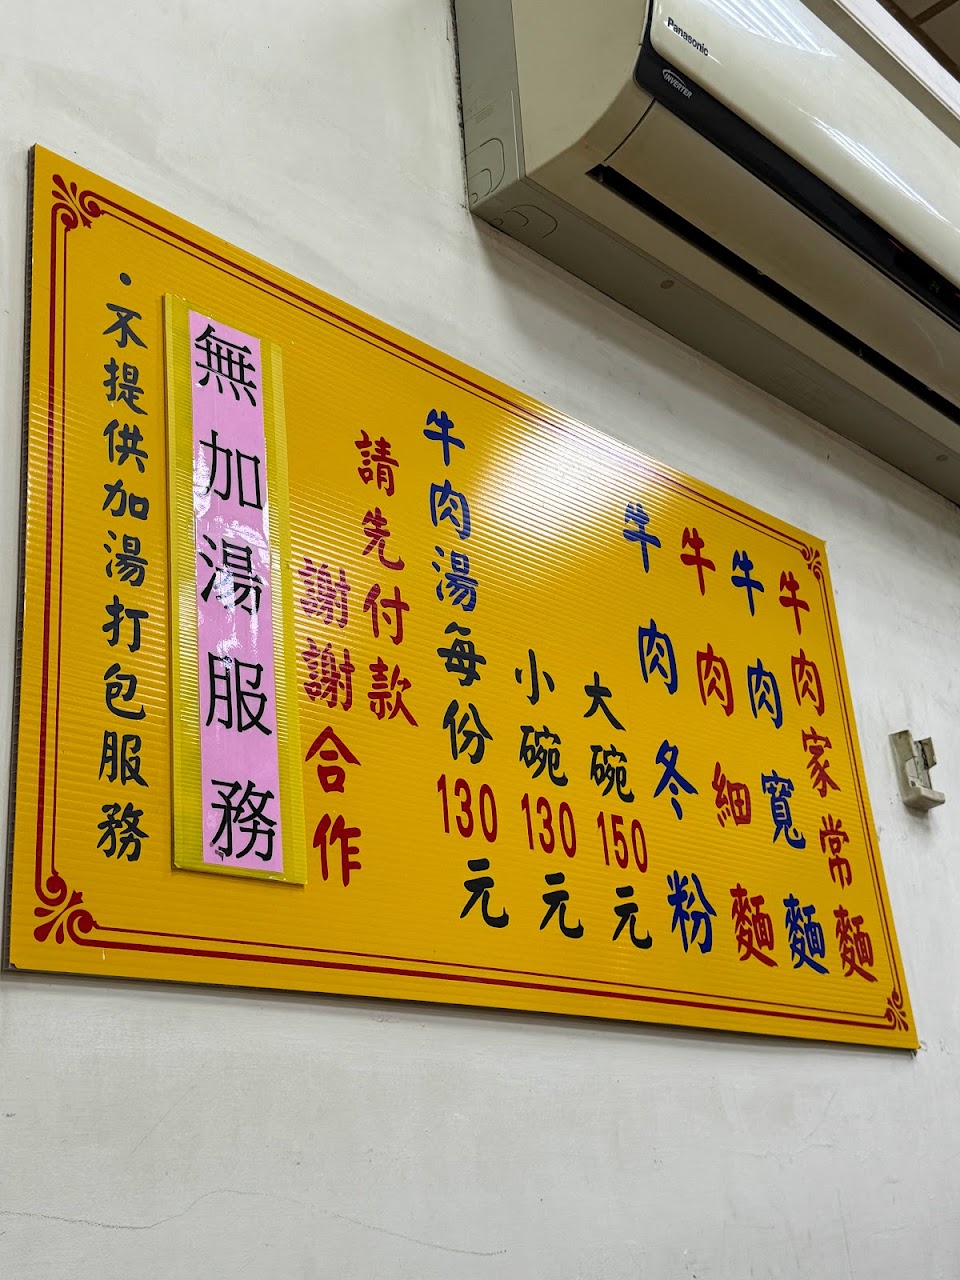 牛肉家常麵
牛肉寬麵
牛肉細麵
牛肉冬粉
大碗150元
小碗130元
牛肉湯每份130元
請先付款
謝謝合作
無加湯服務
·不提供加湯打包服務
Panasonic
INVERTER